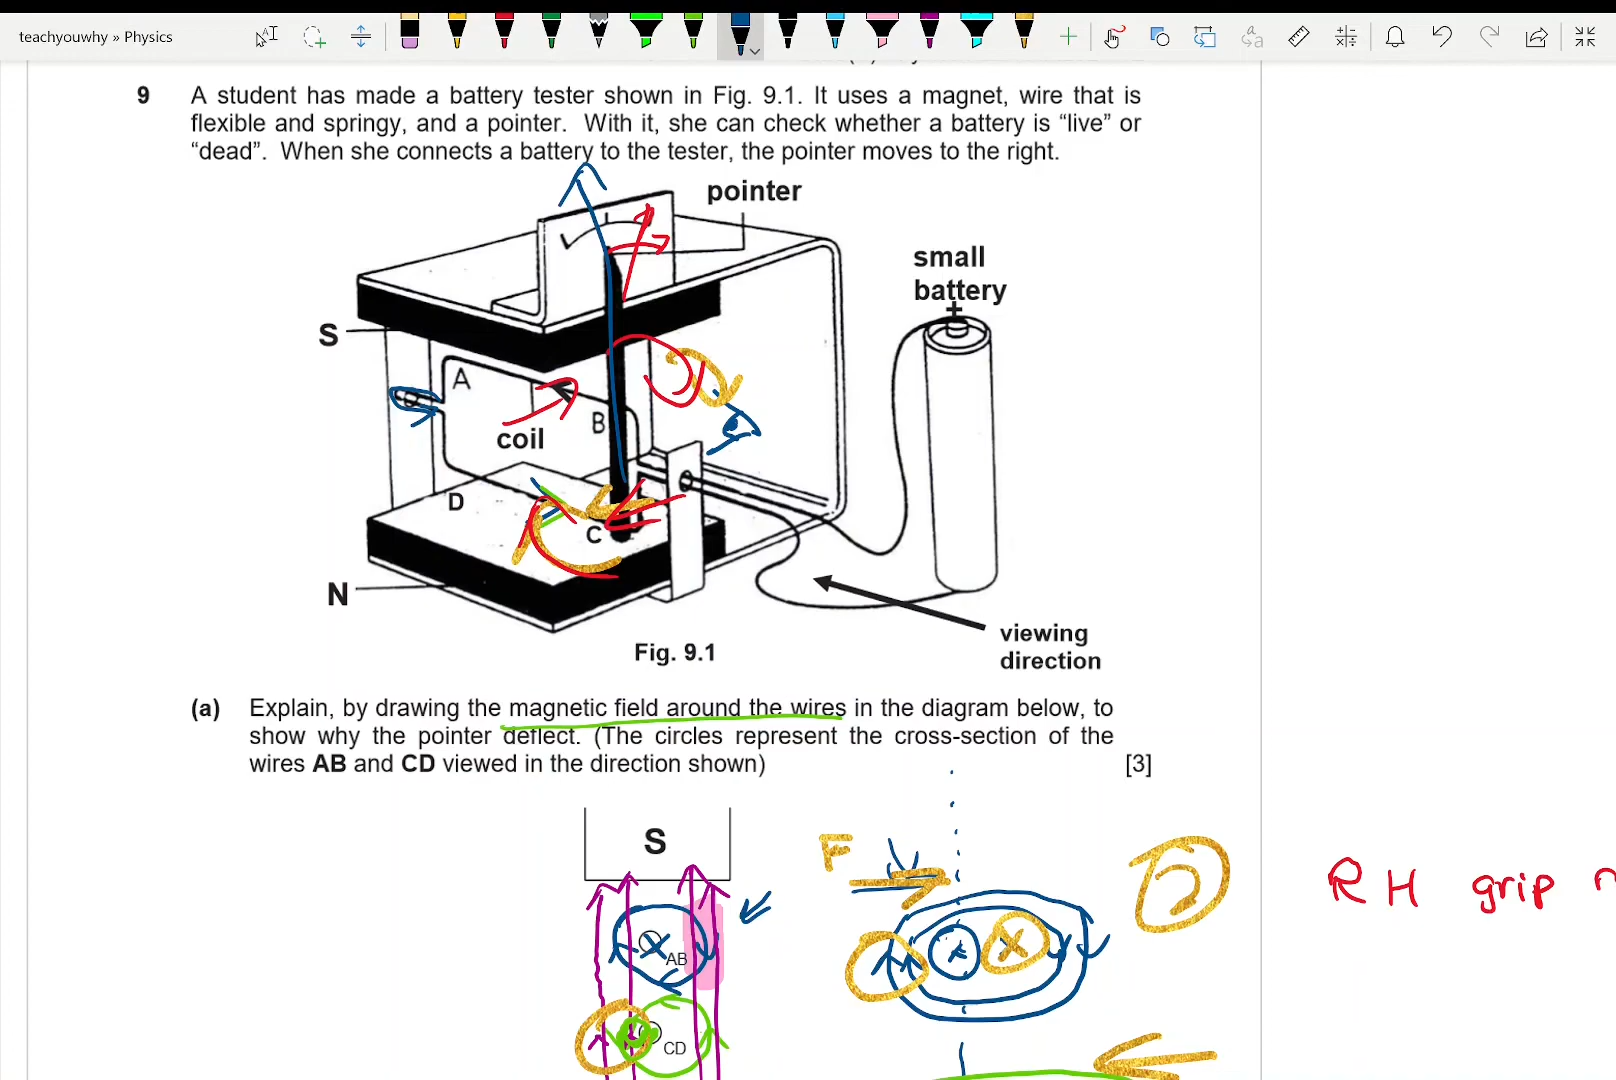 teachyouwhy » Physics
9 A student has made a battery tester shown in Fig. 9.1. It uses a magnet, wire that is
flexible and springy, and a pointer. With it, she can check whether a battery is “live” or
“dead”. When she connects a battery to the tester, the pointer moves to the right.
pointer
small
battery
+
S
A
B
coil
D
C
N
viewing
direction
Fig. 9.1
(a) Explain, by drawing the magnetic field around the wires in the diagram below, to
show why the pointer deflect. (The circles represent the cross-section of the
wires AB and CD viewed in the direction shown) [3]
S
F
AB
CD
RH grip